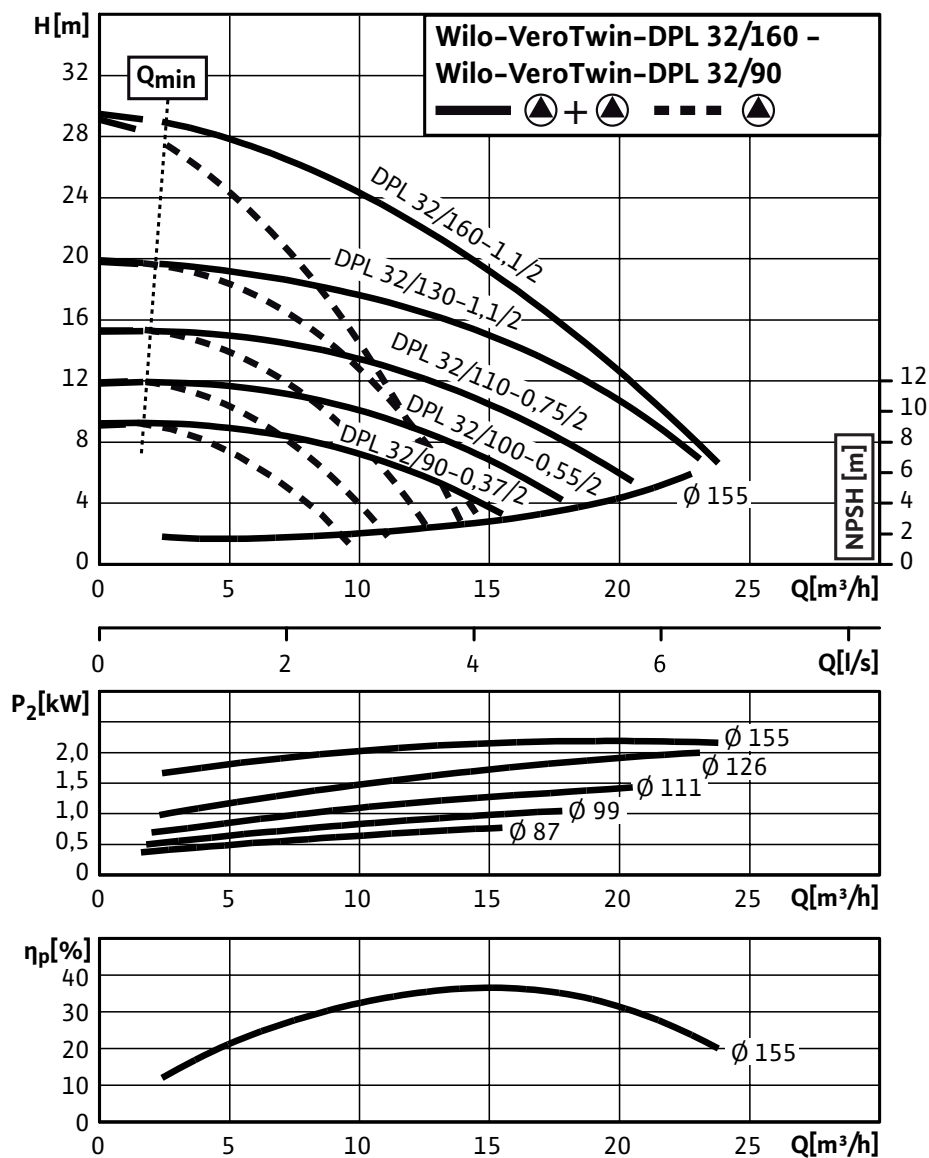 H[m]
Wilo-VeroTwin-DPL 32/160 –
Wilo-VeroTwin-DPL 32/90
+
Qmin
32
28
24
20
16
12
8
4
0
DPL 32/160-1,1/2
DPL 32/130-1,1/2
DPL 32/110-0,75/2
DPL 32/100-0,55/2
DPL 32/90-0,37/2
Ø 155
12
10
8
6
4
2
0
NPSH [m]
0 5 10 15 20 25 Q[m³/h]
0 2 4 6 Q[l/s]
P2[kW]
2,0
1,5
1,0
0,5
0
Ø 155
Ø 126
Ø 111
Ø 99
Ø 87
0 5 10 15 20 25 Q[m³/h]
ηp[%]
40
30
20
10
0
Ø 155
0 5 10 15 20 25 Q[m³/h]